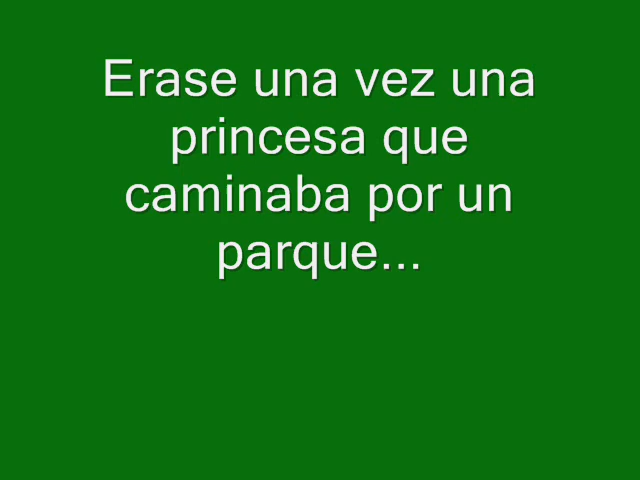 Erase una vez una
princesa que
caminaba por un
parque...